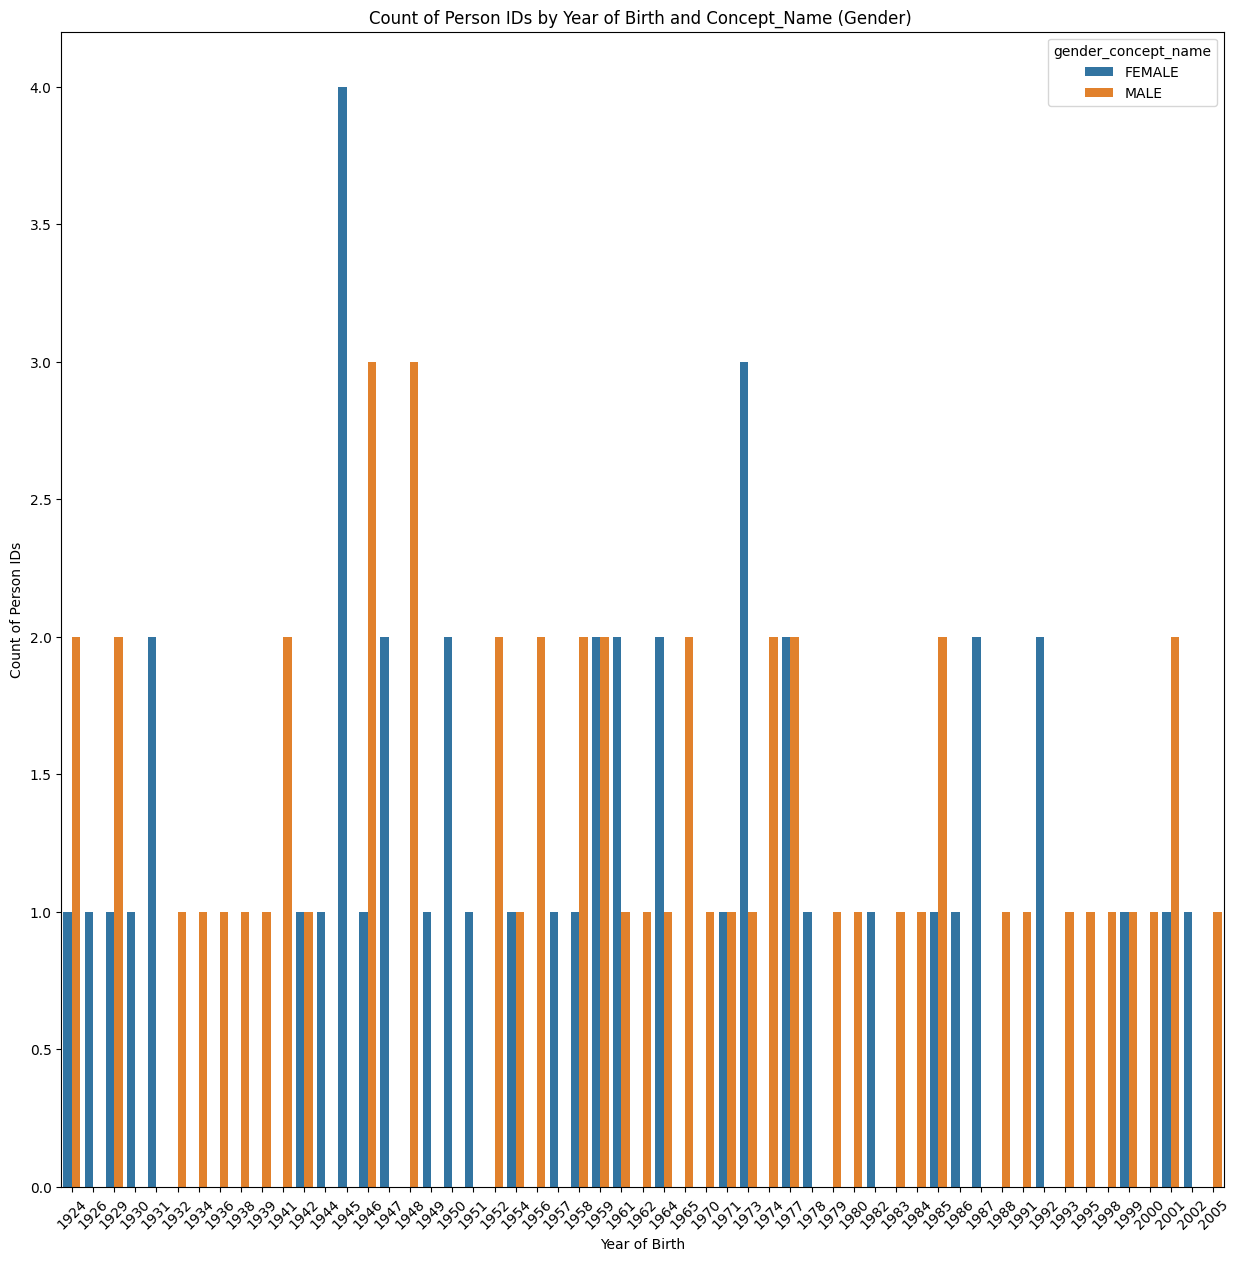 Count of Person IDs by Year of Birth and Concept_Name (Gender)
gender_concept_name
FEMALE
MALE
4.0
3.5
3.0
2.5
2.0
1.5
1.0
0.5
0.0
Count of Person IDs
1924 1926 1929 1930 1931 1932 1934 1936 1938 1939 1941 1942 1944 1945 1946 1947 1948 1949 1950 1951 1952 1954 1956 1957 1958 1959 1961 1962 1964 1965 1970 1971 1973 1974 1977 1978 1979 1980 1982 1983 1984 1985 1986 1987 1988 1991 1992 1993 1995 1998 1999 2000 2001 2002 2005
Year of Birth